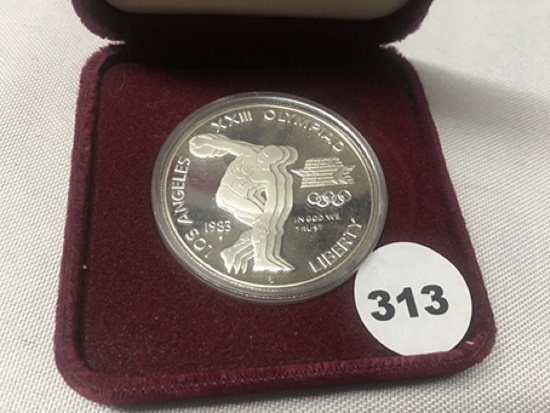 LOS ANGELES XXIII OLYMPIAD
1983
IN GOD WE
TRUST
LIBERTY
313